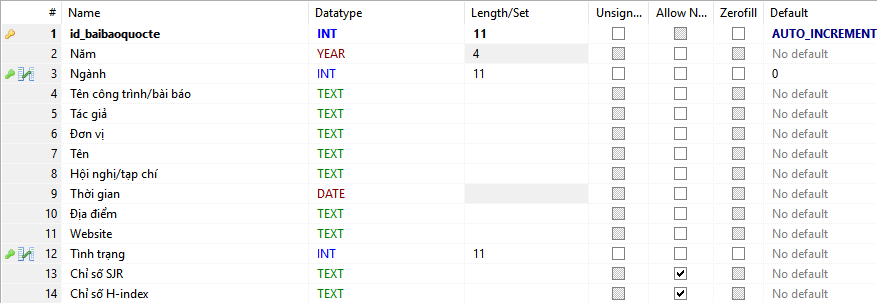 # Name Datatype Length/Set Unsign... Allow N... Zerofill Default
1 id_baibaoquocte INT 11 AUTO_INCREMENT
2 Năm YEAR 4 No default
3 Ngành INT 11 0
4 Tên công trình/bài báo TEXT No default
5 Tác giả TEXT No default
6 Đơn vị TEXT No default
7 Tên TEXT No default
8 Hội nghị/tạp chí TEXT No default
9 Thời gian DATE No default
10 Địa điểm TEXT No default
11 Website TEXT No default
12 Tình trạng INT 11 No default
13 Chỉ số SJR TEXT No default
14 Chỉ số H-index TEXT No default